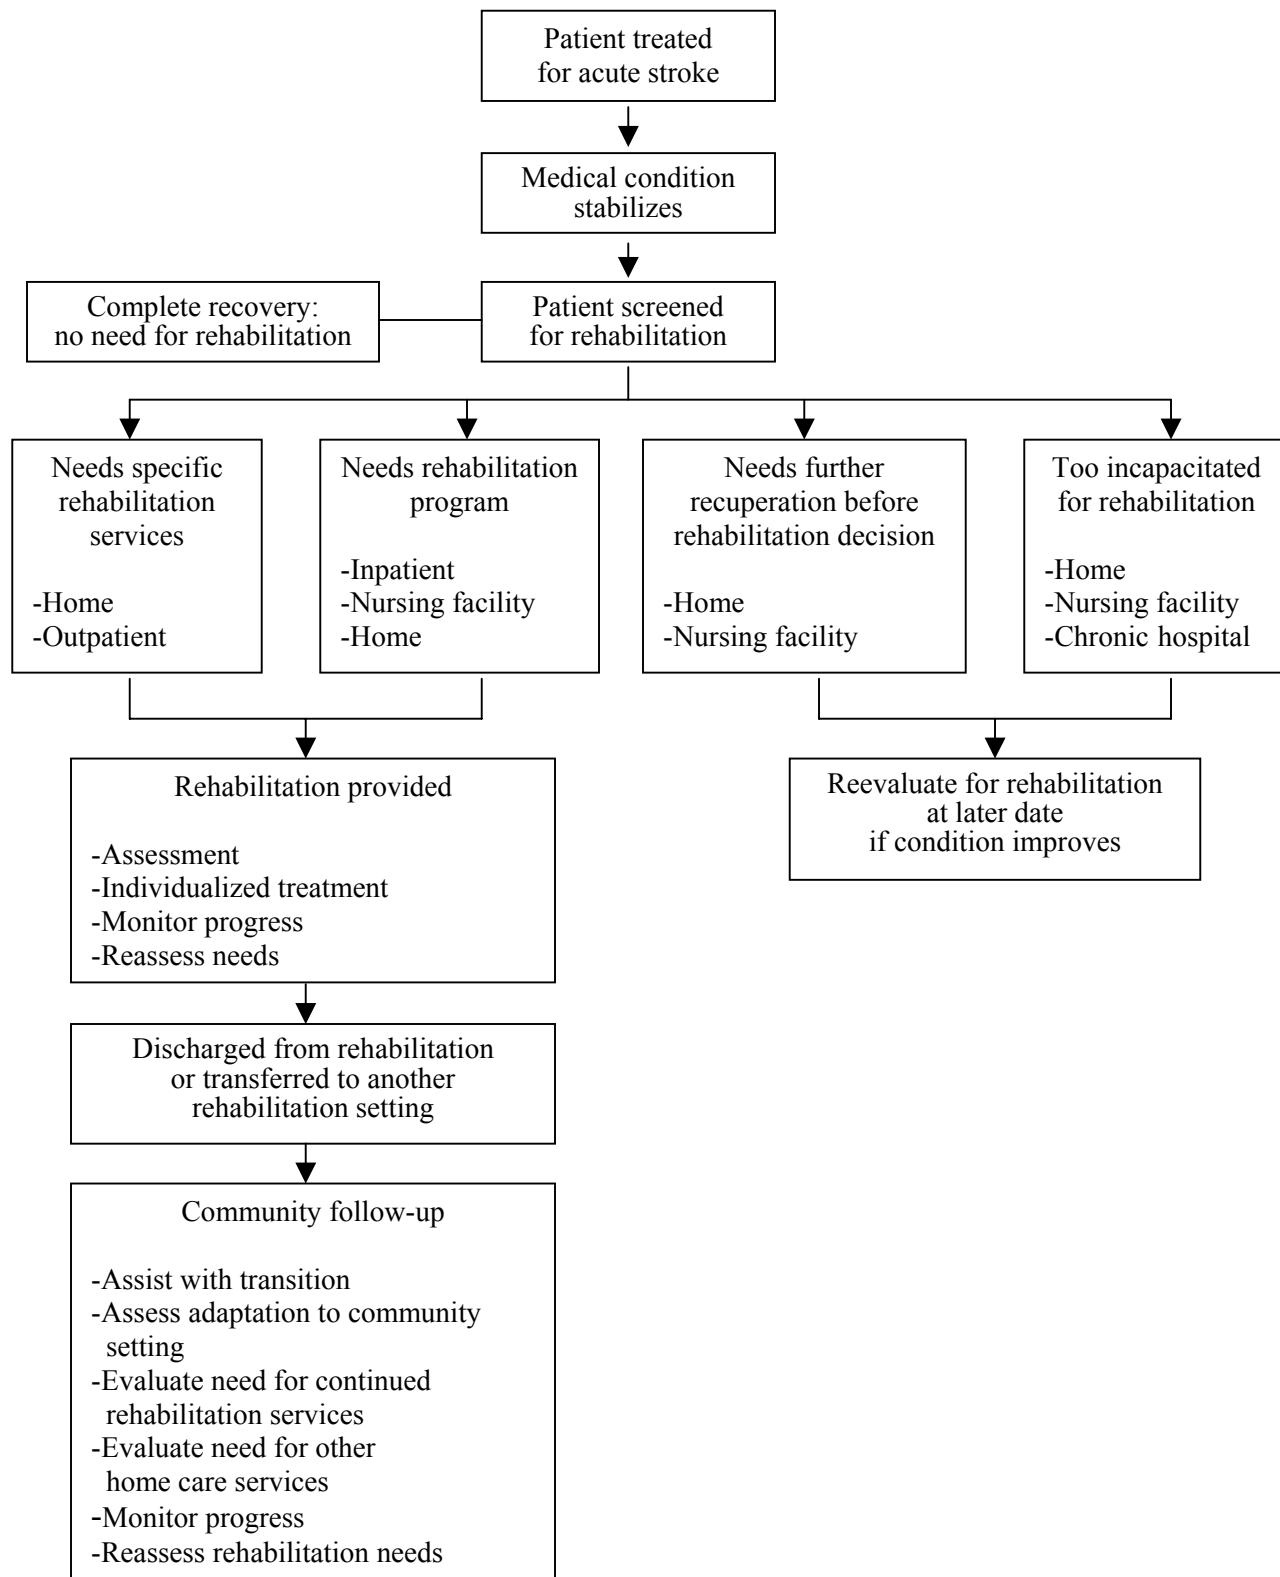 Patient treated
for acute stroke
Medical condition
stabilizes
Complete recovery:
no need for rehabilitation
Patient screened
for rehabilitation
Needs specific
rehabilitation
services
-Home
-Outpatient
Needs rehabilitation
program
-Inpatient
-Nursing facility
-Home
Needs further
recuperation before
rehabilitation decision
-Home
-Nursing facility
Too incapacitated
for rehabilitation
-Home
-Nursing facility
-Chronic hospital
Rehabilitation provided
-Assessment
-Individualized treatment
-Monitor progress
-Reassess needs
Reevaluate for rehabilitation
at later date
if condition improves
Discharged from rehabilitation
or transferred to another
rehabilitation setting
Community follow-up
-Assist with transition
-Assess adaptation to community
setting
-Evaluate need for continued
rehabilitation services
-Evaluate need for other
home care services
-Monitor progress
-Reassess rehabilitation needs